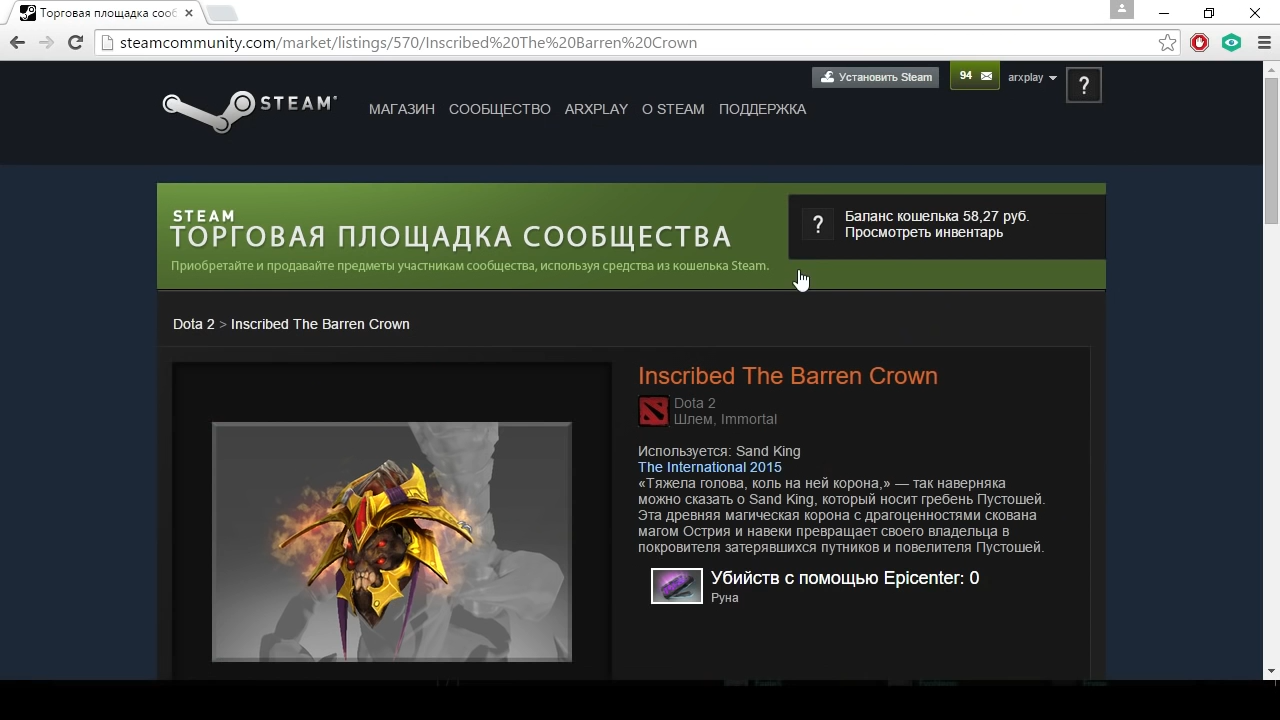 Торговая площадка сооб
steamcommunity.com/market/listings/570/Inscribed%20The%20Barren%20Crown
Установить Steam
94
arxplay
?
STEAM
МАГАЗИН СООБЩЕСТВО ARXPLAY О STEAM ПОДДЕРЖКА
STEAM
ТОРГОВАЯ ПЛОЩАДКА СООБЩЕСТВА
Приобретайте и продавайте предметы участникам сообщества, используя средства из кошелька Steam.
?
Баланс кошелька 58,27 руб.
Просмотреть инвентарь
Dota 2 > Inscribed The Barren Crown
Inscribed The Barren Crown
Dota 2
Шлем, Immortal
Используется: Sand King
The International 2015
«Тяжела голова, коль на ней корона,» — так наверняка
можно сказать о Sand King, который носит гребень Пустошей.
Эта древняя магическая корона с драгоценностями скована
магом Острия и навеки превращает своего владельца в
покровителя затерявшихся путников и повелителя Пустошей.
Убийств с помощью Epicenter: 0
Руна